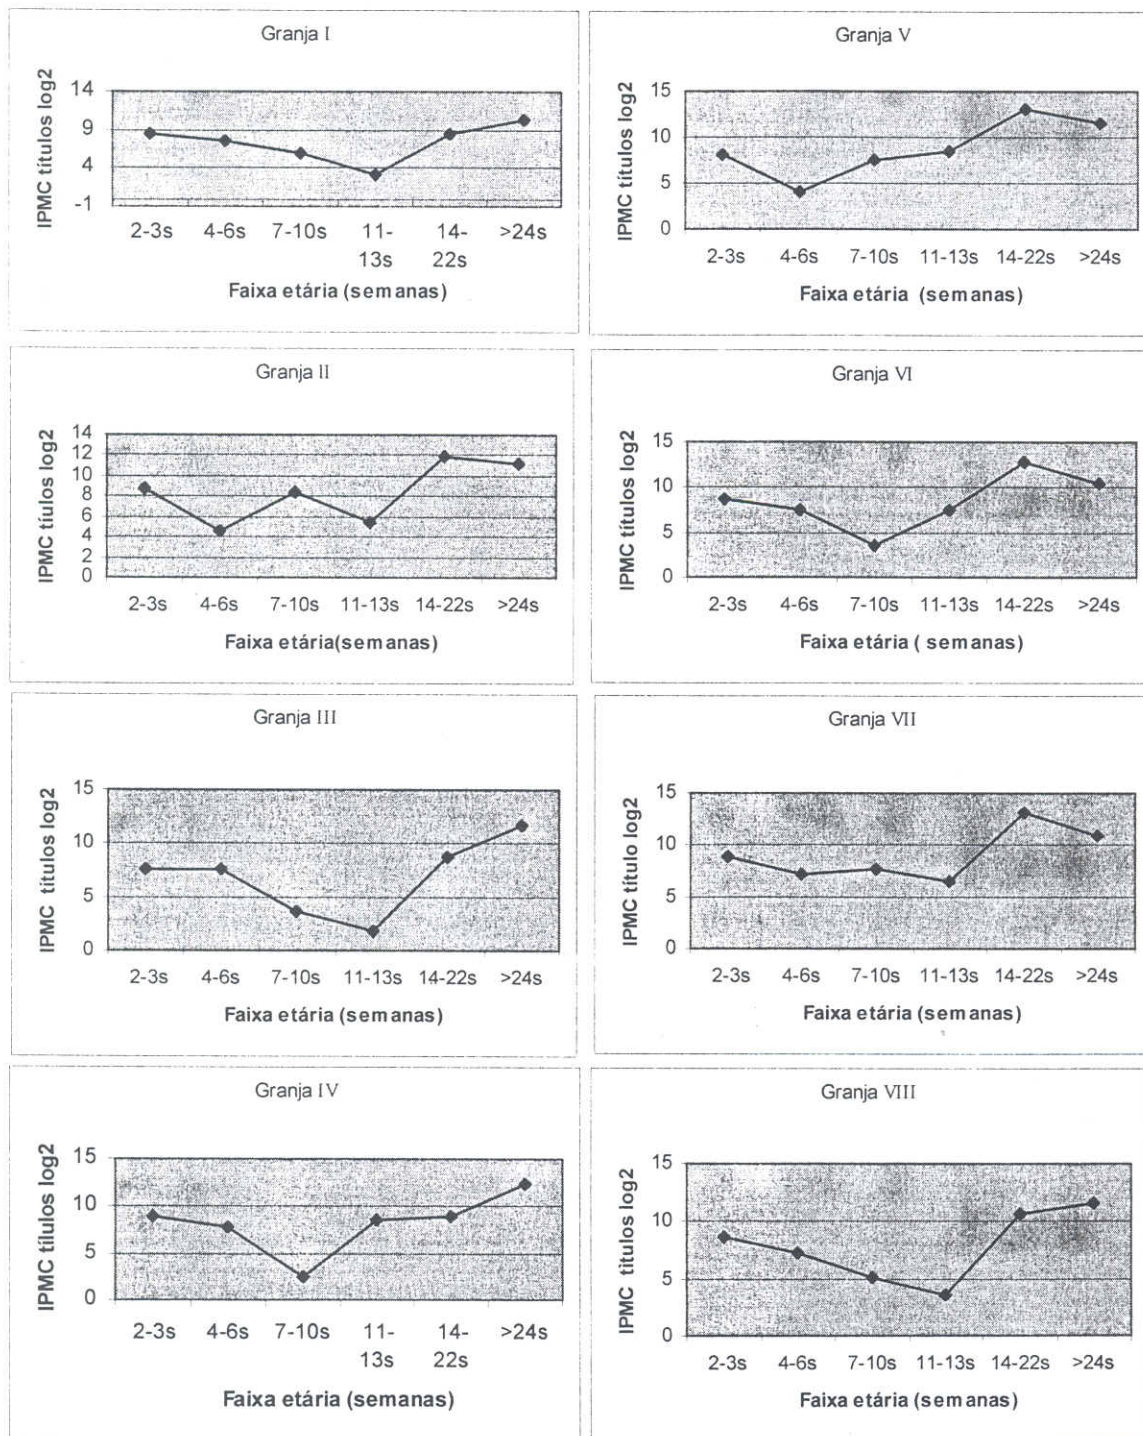 Granja I
IPMC títulos log2
14
9
4
-1
2-3s 4-6s 7-10s 11- 14- >24s
13s 22s
Faixa etária (semanas)
Granja V
IPMC títulos log2
15
10
5
0
2-3s 4-6s 7-10s 11-13s 14-22s >24s
Faixa etária (semanas)
Granja II
IPMC títulos log2
14
12
10
8
6
4
2
0
2-3s 4-6s 7-10s 11-13s 14-22s >24s
Faixa etária(semanas)
Granja VI
IPMC títulos log2
15
10
5
0
2-3s 4-6s 7-10s 11-13s 14-22s >24s
Faixa etária ( semanas)
Granja III
IPMC títulos log2
15
10
5
0
2-3s 4-6s 7-10s 11-13s 14-22s >24s
Faixa etária (semanas)
Granja VII
IPMC título log2
15
10
5
0
2-3s 4-6s 7-10s 11-13s 14-22s >24s
Faixa etária (semanas)
Granja IV
IPMC títulos log2
15
10
5
0
2-3s 4-6s 7-10s 11- 14- >24s
13s 22s
Faixa etária (semanas)
Granja VIII
IPMC títulos log2
15
10
5
0
2-3s 4-6s 7-10s 11-13s 14-22s >24s
Faixa etária (semanas)